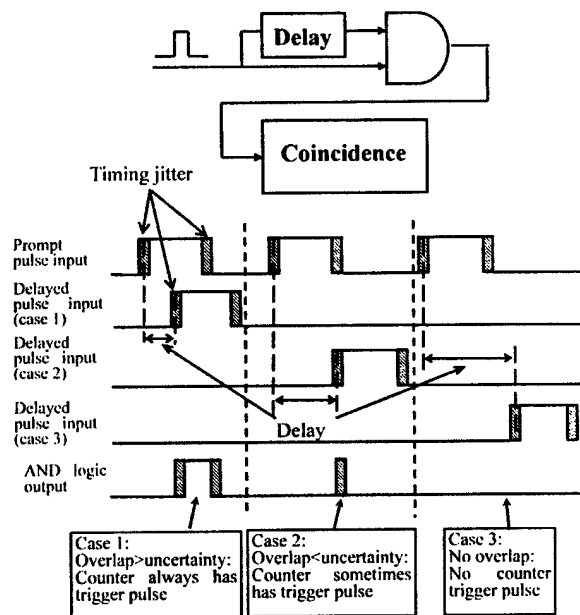 Delay
Coincidence
Timing jitter
Prompt
pulse input
Delayed
pulse input
(case 1)
Delayed
pulse input
(case 2)
Delayed
pulse input
(case 3)
Delay
AND logic
output
Case 1:
Overlap>uncertainty:
Counter always has
trigger pulse
Case 2:
Overlap<uncertainty:
Counter sometimes
has trigger pulse
Case 3:
No overlap:
No counter
trigger pulse